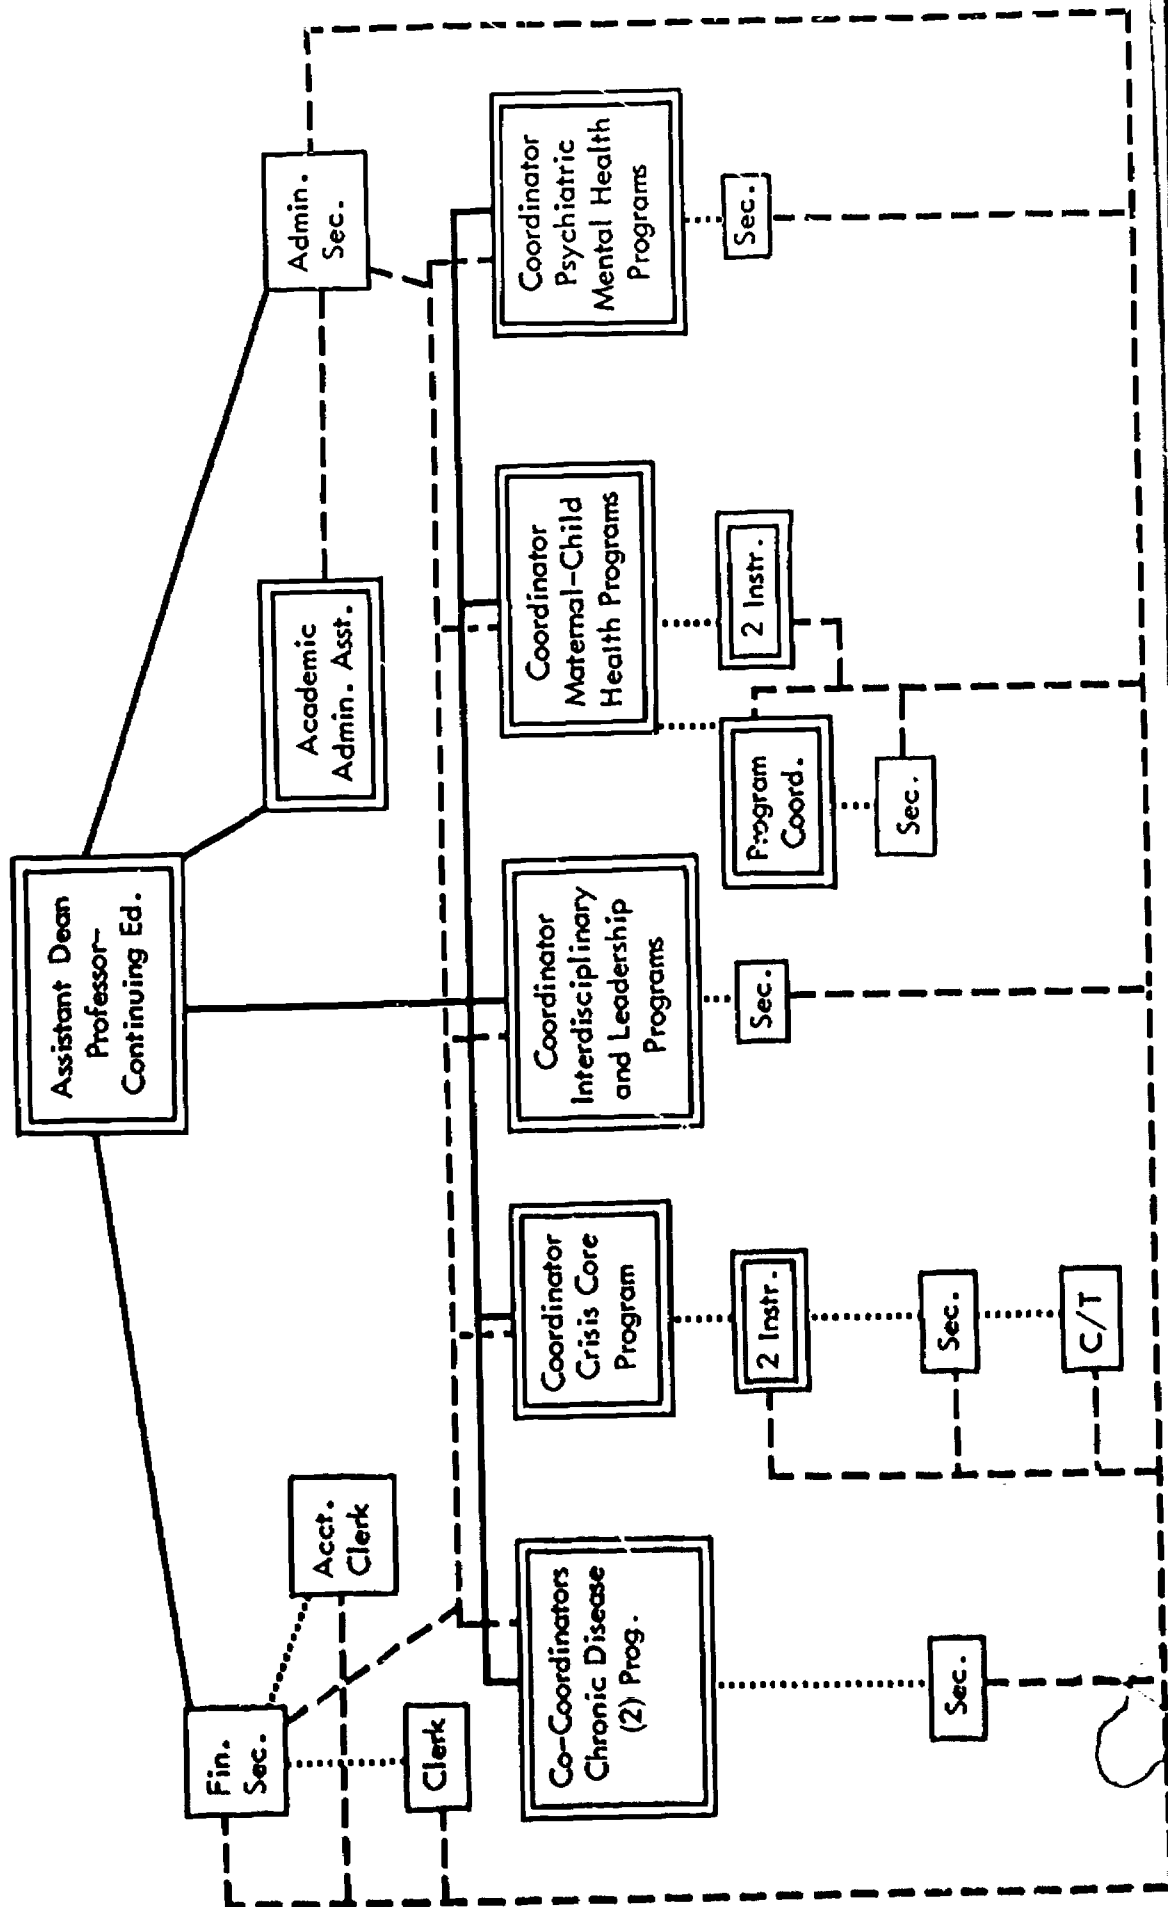 Assistant Dean
Professor-
Continuing Ed.
Fin.
Sec.
Acct.
Clerk
Clerk
Academic
Admin. Asst.
Admin.
Sec.
Co-Coordinators
Chronic Disease
(2) Prog.
Coordinator
Crisis Core
Program
Coordinator
Interdisciplinary
and Leadership
Programs
Coordinator
Maternal-Child
Health Programs
Coordinator
Psychiatric
Mental Health
Programs
Sec.
2 Instr.
Sec.
C/T
Sec.
Program
Coord.
Sec.
2 Instr.
Sec.